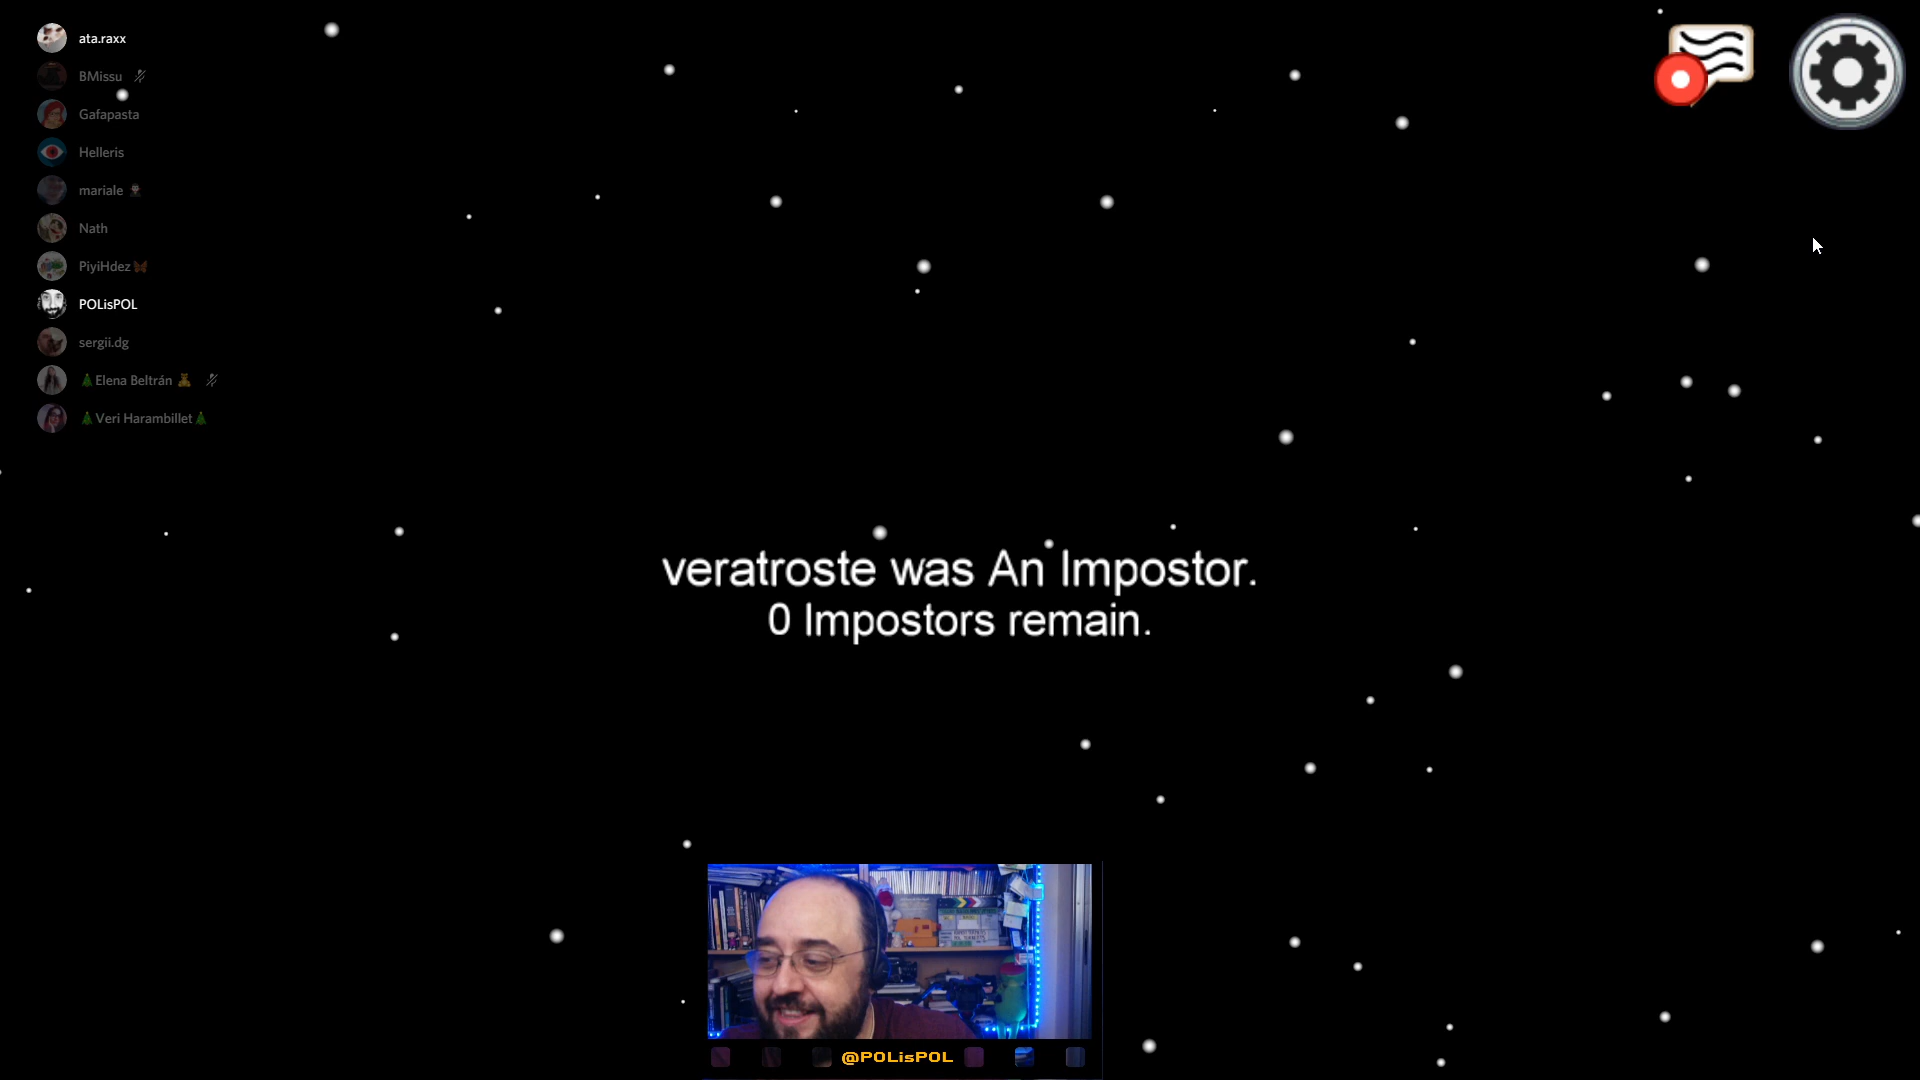 ata.raxx
BMissu
Gafapasta
Helleris
mariale
Nath
PiyiHdez
POLisPOL
sergii.dg
Elena Beltrán
Veri Harambillet
veratroste was An Impostor.
0 Impostors remain.
@POLisPOL